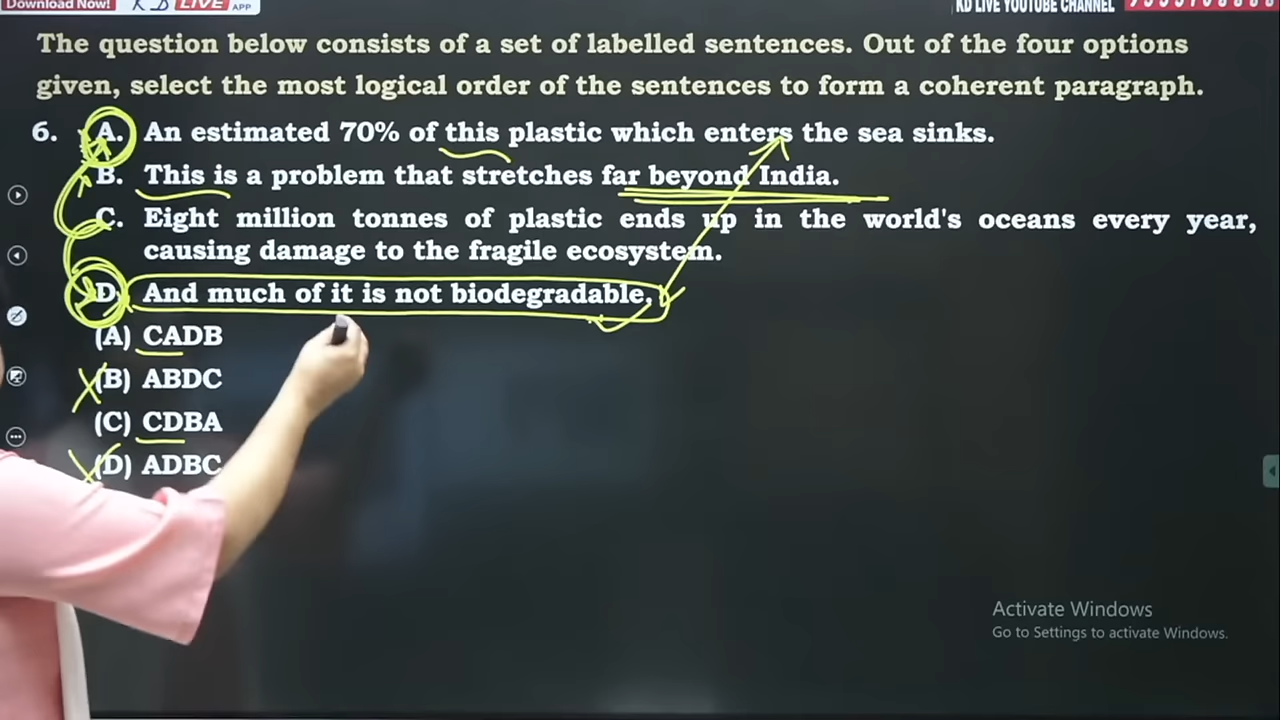 Download Now! K D LIVE APP
KD LIVE YOUTUBE CHANNEL
The question below consists of a set of labelled sentences. Out of the four options
given, select the most logical order of the sentences to form a coherent paragraph.
6. A. An estimated 70% of this plastic which enters the sea sinks.
B. This is a problem that stretches far beyond India.
C. Eight million tonnes of plastic ends up in the world's oceans every year,
causing damage to the fragile ecosystem.
D. And much of it is not biodegradable.
(A) CADB
(B) ABDC
(C) CDBA
(D) ADBC
Activate Windows
Go to Settings to activate Windows.